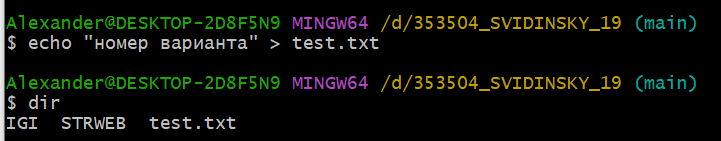 Alexander@DESKTOP-2D8F5N9 MINGW64 /d/353504_SVIDINSKY_19 (main)
$ echo "номер варианта" > test.txt
Alexander@DESKTOP-2D8F5N9 MINGW64 /d/353504_SVIDINSKY_19 (main)
$ dir
IGI  STRWEB  test.txt